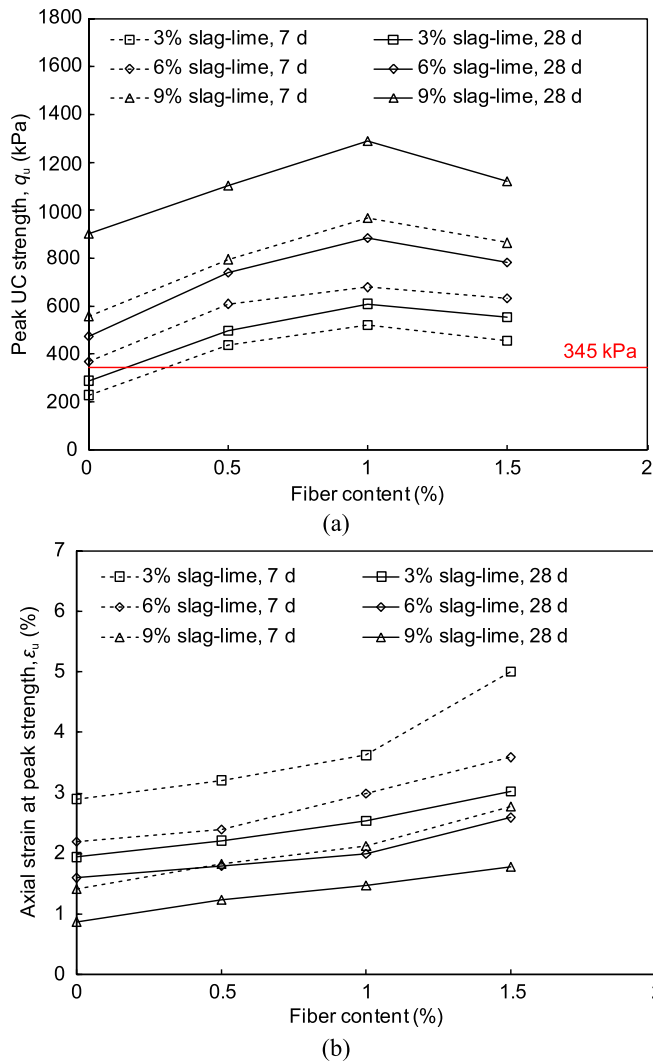 1800
1600
1400
1200
1000
800
600
400
200
0
Peak UC strength, qu (kPa)
3% slag-lime, 7 d
3% slag-lime, 28 d
6% slag-lime, 7 d
6% slag-lime, 28 d
9% slag-lime, 7 d
9% slag-lime, 28 d
345 kPa
0 0.5 1 1.5 2
Fiber content (%)
(a)
7
6
5
4
3
2
1
0
Axial strain at peak strength, εu (%)
3% slag-lime, 7 d
3% slag-lime, 28 d
6% slag-lime, 7 d
6% slag-lime, 28 d
9% slag-lime, 7 d
9% slag-lime, 28 d
0 0.5 1 1.5
Fiber content (%)
(b)